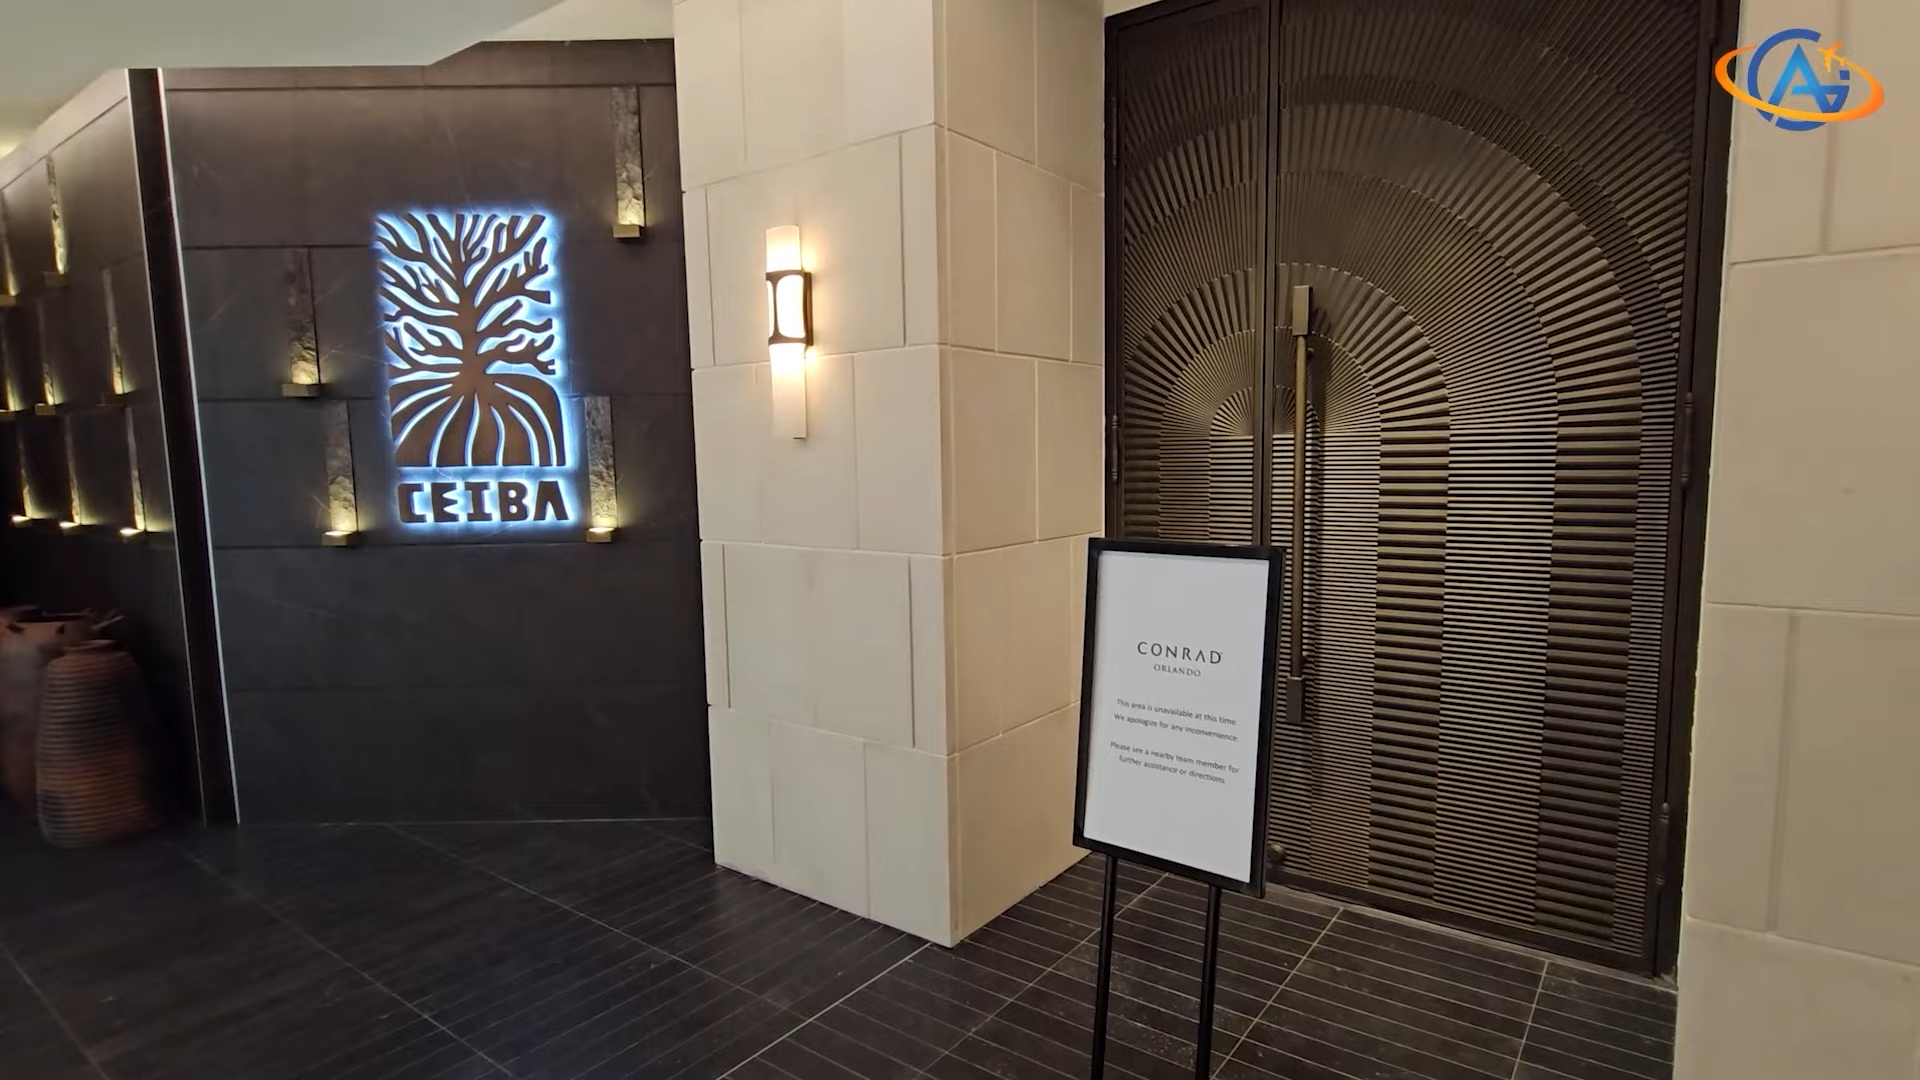 CEIBA
CONRAD
ORLANDO
This area is unavailable at this time.
We apologize for any inconvenience.
Please see a nearby team member for
further assistance or directions.